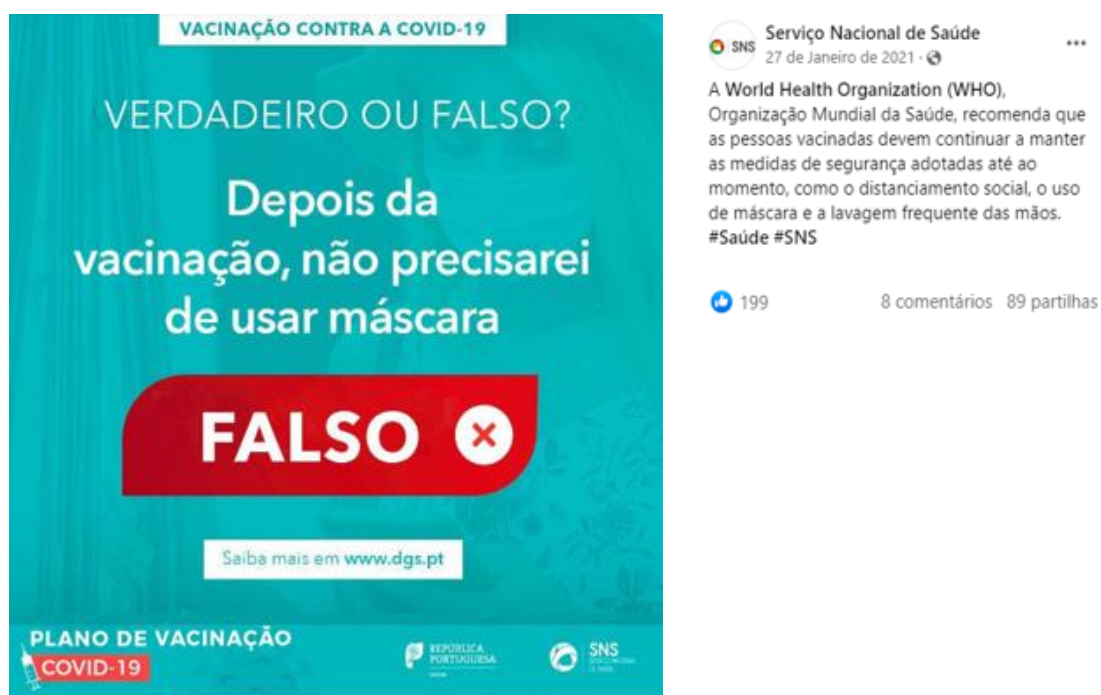 VACINAÇÃO CONTRA A COVID-19
VERDADEIRO OU FALSO?
Depois da
vacinação, não precisarei
de usar máscara
FALSO
Saiba mais em www.dgs.pt
PLANO DE VACINAÇÃO
COVID-19
REPÚBLICA
PORTUGUESA
SNS
SNS
Serviço Nacional de Saúde
27 de Janeiro de 2021 ·
A World Health Organization (WHO),
Organização Mundial da Saúde, recomenda que
as pessoas vacinadas devem continuar a manter
as medidas de segurança adotadas até ao
momento, como o distanciamento social, o uso
de máscara e a lavagem frequente das mãos.
#Saúde #SNS
199
8 comentários 89 partilhas